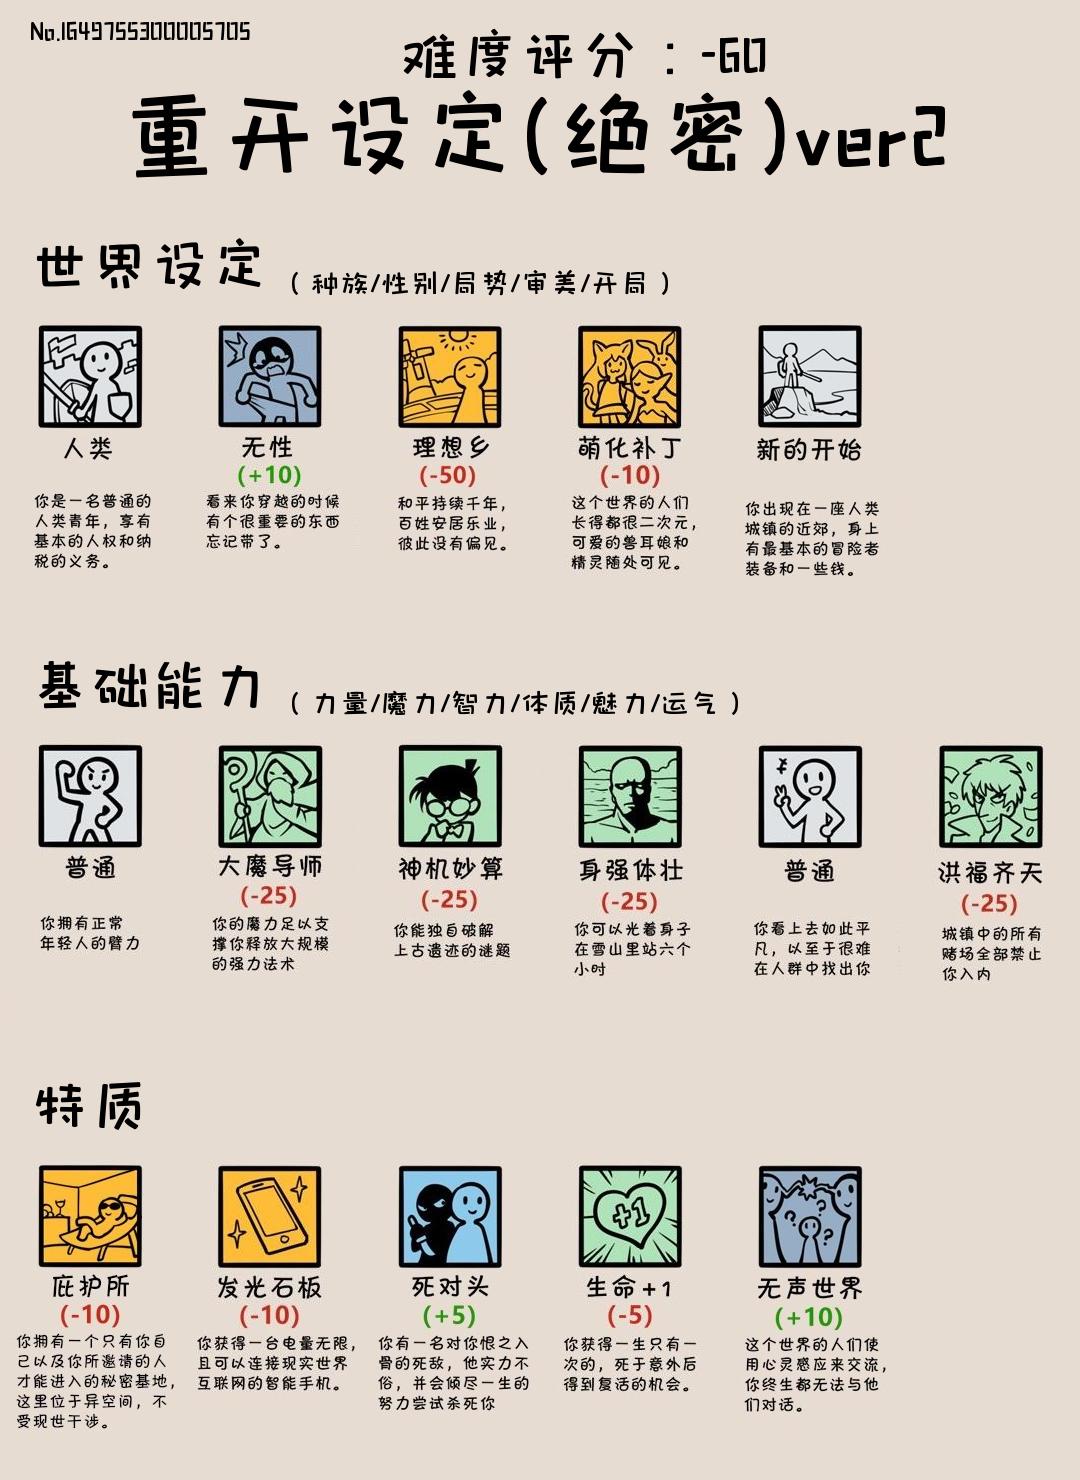 No.1649755300005705
难度评分：-60
重开设定(绝密)ver2
世界设定 (种族/性别/局势/审美/开局)
人类
你是一名普通的
人类青年，享有
基本的人权和纳
税的义务。
无性
(+10)
看来你穿越的时候
有个很重要的东西
忘记带了。
理想乡
(-50)
和平持续千年，
百姓安居乐业，
彼此没有偏见。
萌化补丁
(-10)
这个世界的人们
长得都很二次元，
可爱的兽耳娘和
精灵随处可见。
新的开始
你出现在一座人类
城镇的近郊，身上
有最基本的冒险者
装备和一些钱。
基础能力 (力量/魔力/智力/体质/魅力/运气)
普通
你拥有正常
年轻人的臂力
大魔导师
(-25)
你的魔力足以支
撑你释放大规模
的强力法术
神机妙算
(-25)
你能独自破解
上古遗迹的谜题
身强体壮
(-25)
你可以光着身子
在雪山里站六个
小时
普通
你看上去如此平
凡，以至于很难
在人群中找出你
洪福齐天
(-25)
城镇中的所有
赌场全部禁止
你入内
特质
庇护所
(-10)
你拥有一个只有你自
己以及你所邀请的人
才能进入的秘密基地，
这里位于异空间，不
受现世干涉。
发光石板
(-10)
你获得一台电量无限，
且可以连接现实世界
互联网的智能手机。
死对头
(+5)
你有一名对你恨之入
骨的死敌，他实力不
俗，并会倾尽一生的
努力尝试杀死你
+1
生命+1
(-5)
你获得一生只有一
次的，死于意外后
得到复活的机会。
? ? ?
无声世界
(+10)
这个世界的人们使
用心灵感应来交流，
你终生都无法与他
们对话。